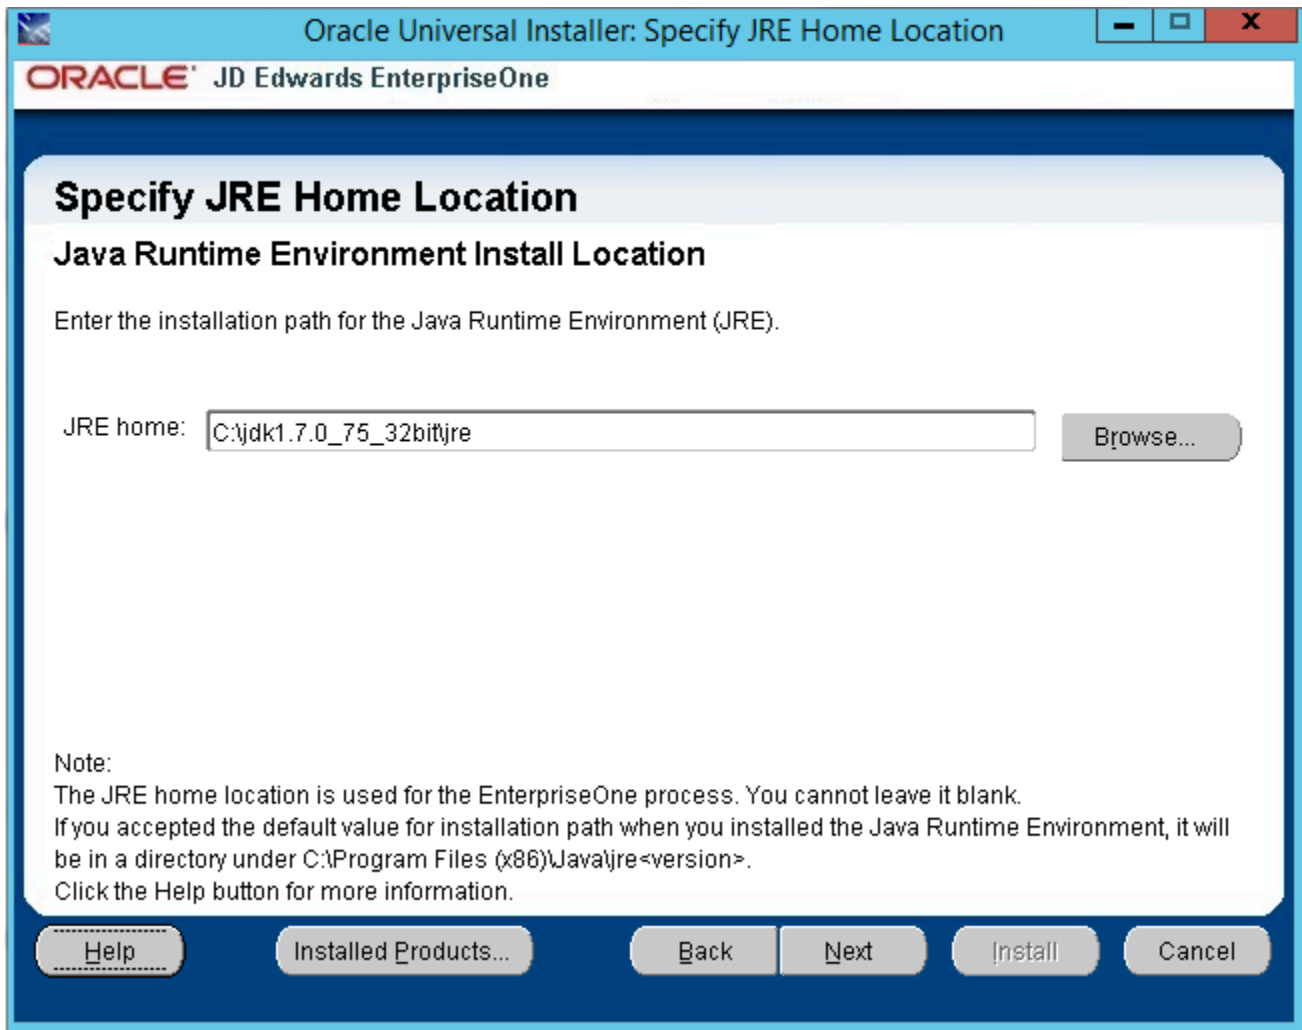 Oracle Universal Installer: Specify JRE Home Location
ORACLE JD Edwards EnterpriseOne
Specify JRE Home Location
Java Runtime Environment Install Location
Enter the installation path for the Java Runtime Environment (JRE).
JRE home: C:\jdk1.7.0_75_32bit\jre Browse...
Note:
The JRE home location is used for the EnterpriseOne process. You cannot leave it blank.
If you accepted the default value for installation path when you installed the Java Runtime Environment, it will
be in a directory under C:\Program Files (x86)\Java\jre<version>.
Click the Help button for more information.
Help Installed Products... Back Next Install Cancel